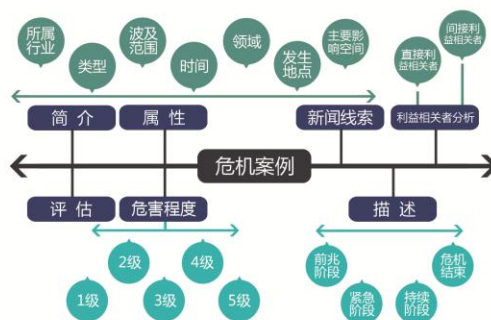 所属
行业
类型
波及
范围
时间
领域
发生
地点
主要影
响空间
直接利
益相关者
间接利
益相关者
简 介
属 性
新闻线索
利益相关者分析
危机案例
评 估
危害程度
描 述
1级
2级
3级
4级
5级
前兆
阶段
紧急
阶段
持续
阶段
危机
结束